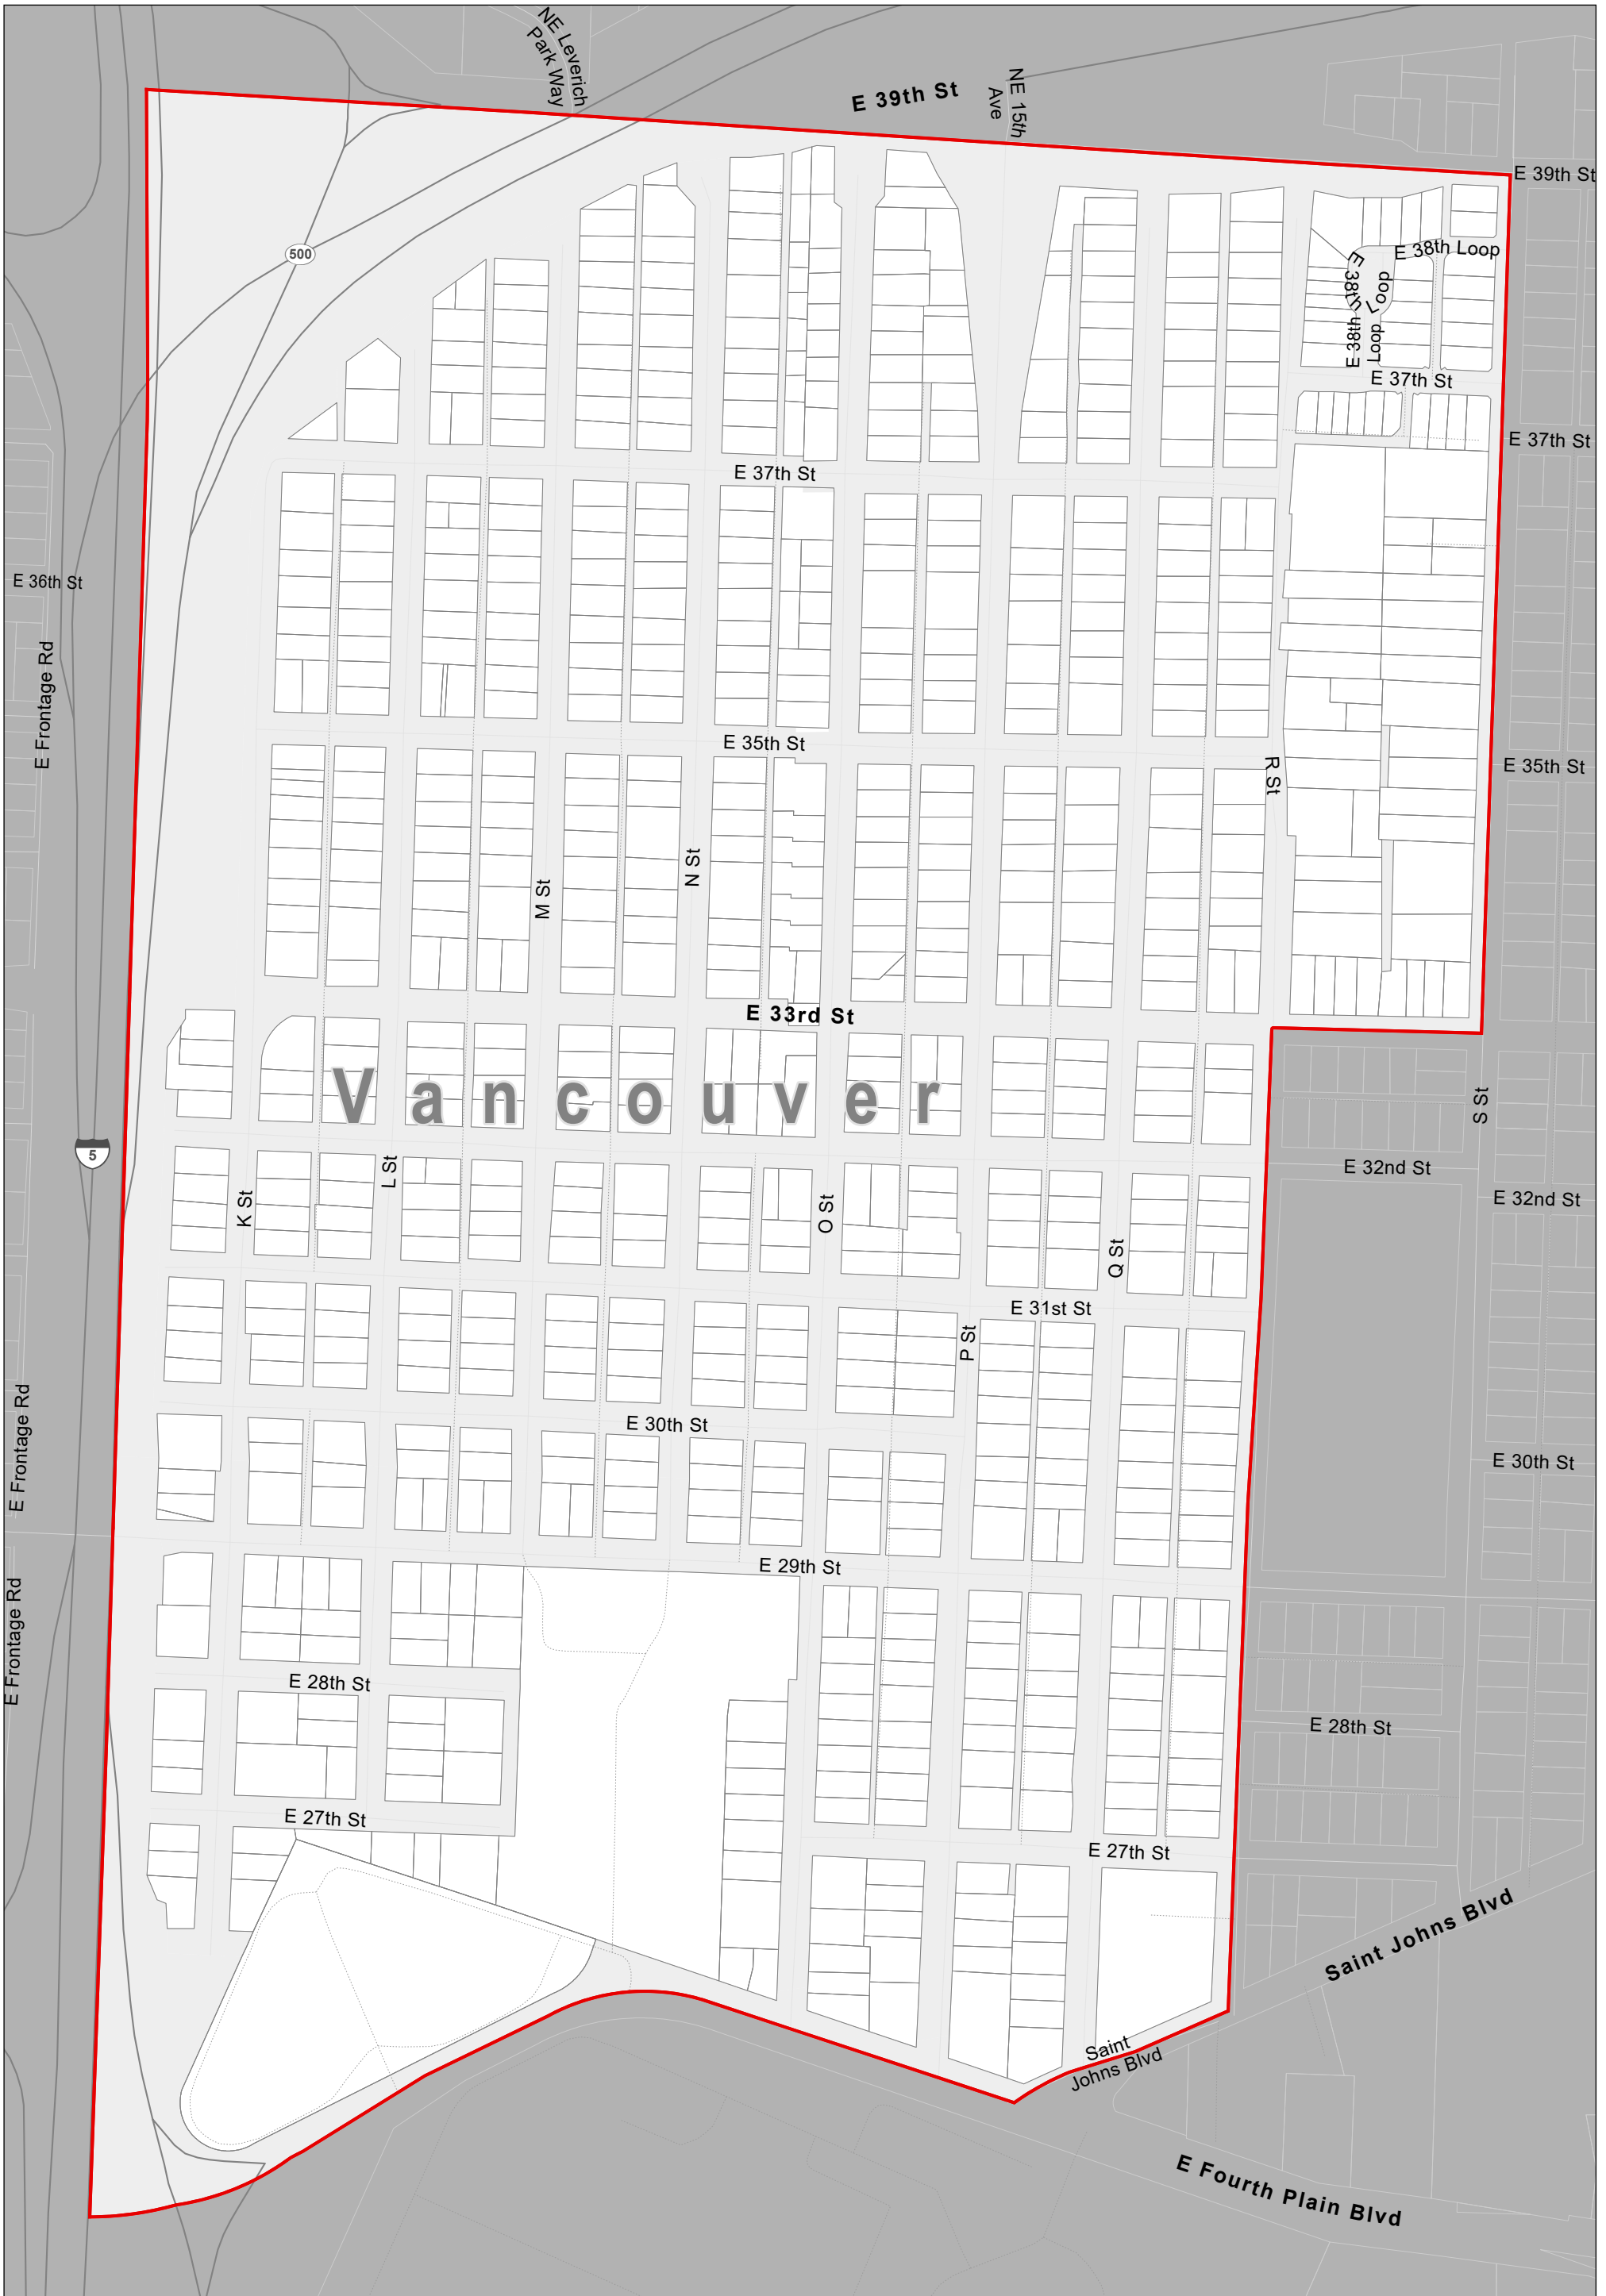 NE Leverich
Park Way
E 39th St
NE 15th
Ave
E 39th St
500
E 38th Loop
E 38th Loop
E 38th
Loop
E 37th St
E 37th St
E 37th St
E 36th St
E Frontage Rd
E 35th St
R St
E 35th St
N St
M St
E 33rd St
Vancouver
S St
5
L St
E 32nd St
K St
O St
E 32nd St
Q St
E 31st St
P St
E 30th St
E Frontage Rd
E 30th St
E 29th St
E Frontage Rd
E 28th St
E 28th St
E 27th St
E 27th St
Saint Johns Blvd
Saint
Johns Blvd
E Fourth Plain Blvd